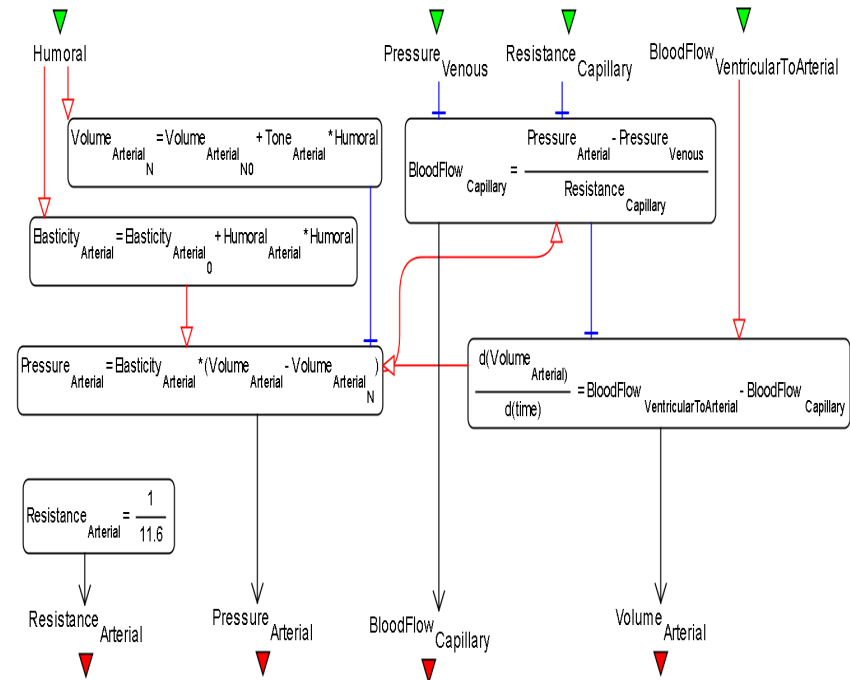 Humoral
Pressure Venous
Resistance Capillary
BloodFlow VentricularToArterial
Volume Arterial N = Volume Arterial N0 + Tone Arterial * Humoral
BloodFlow Capillary = Pressure Arterial - Pressure Venous
Resistance Capillary
Elasticity Arterial = Elasticity Arterial 0 + Humoral Arterial * Humoral
Pressure Arterial = Elasticity Arterial * (Volume Arterial - Volume Arterial N )
d(Volume Arterial)
d(time)
= BloodFlow VentricularToArterial - BloodFlow Capillary
Resistance Arterial = 1
11.6
Resistance Arterial
Pressure Arterial
BloodFlow Capillary
Volume Arterial